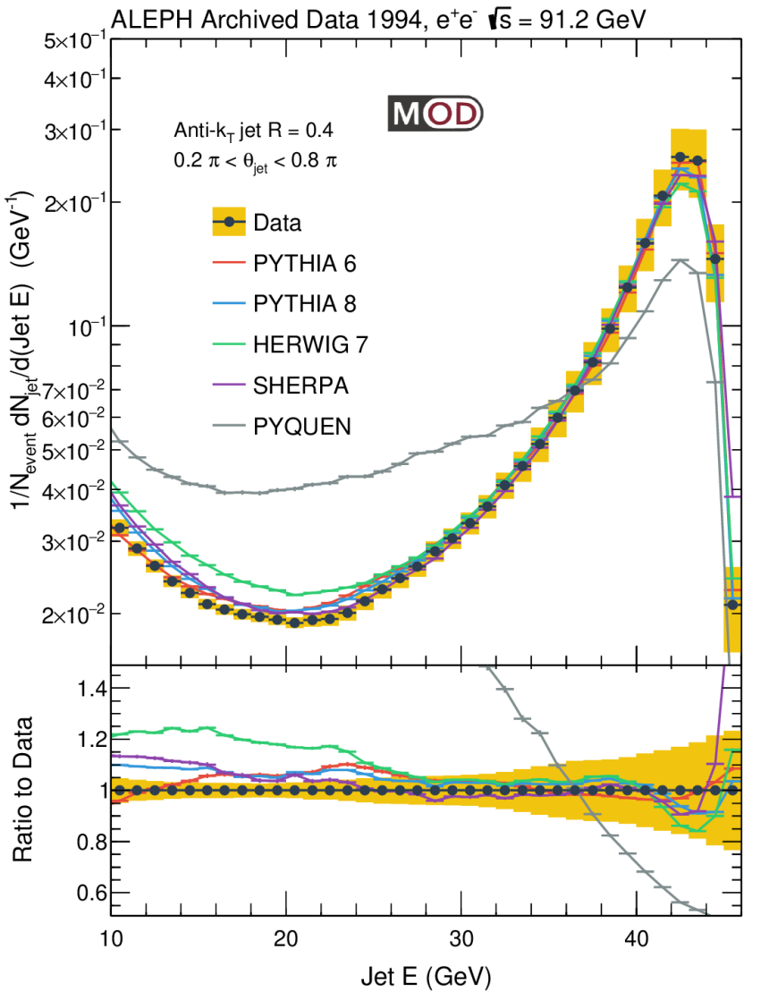 ALEPH Archived Data 1994, e⁺e⁻ √s = 91.2 GeV
5×10⁻¹
3×10⁻¹
2×10⁻¹
10⁻¹
7×10⁻²
6×10⁻²
5×10⁻²
4×10⁻²
3×10⁻²
2×10⁻²
1/N_event dN_jet/d(Jet E) (GeV⁻¹)
MOD
Anti-k_T jet R = 0.4
0.2 π < θ_jet < 0.8 π
Data
PYTHIA 6
PYTHIA 8
HERWIG 7
SHERPA
PYQUEN
1.4
1.2
1
0.8
0.6
Ratio to Data
10 20 30 40
Jet E (GeV)